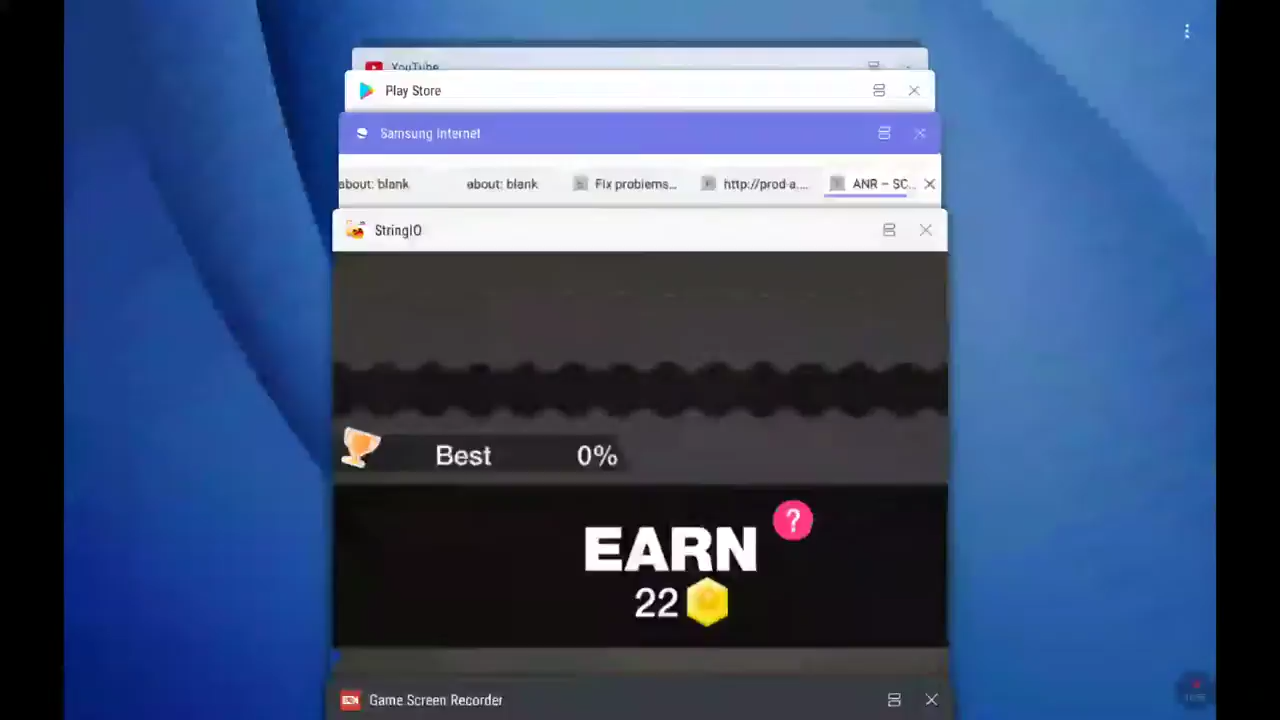 YouTube
Play Store
Samsung Internet
about: blank
about: blank
Fix problems...
http://prod-a....
ANR – SC...
StringIO
Best 0%
EARN
?
22
Game Screen Recorder